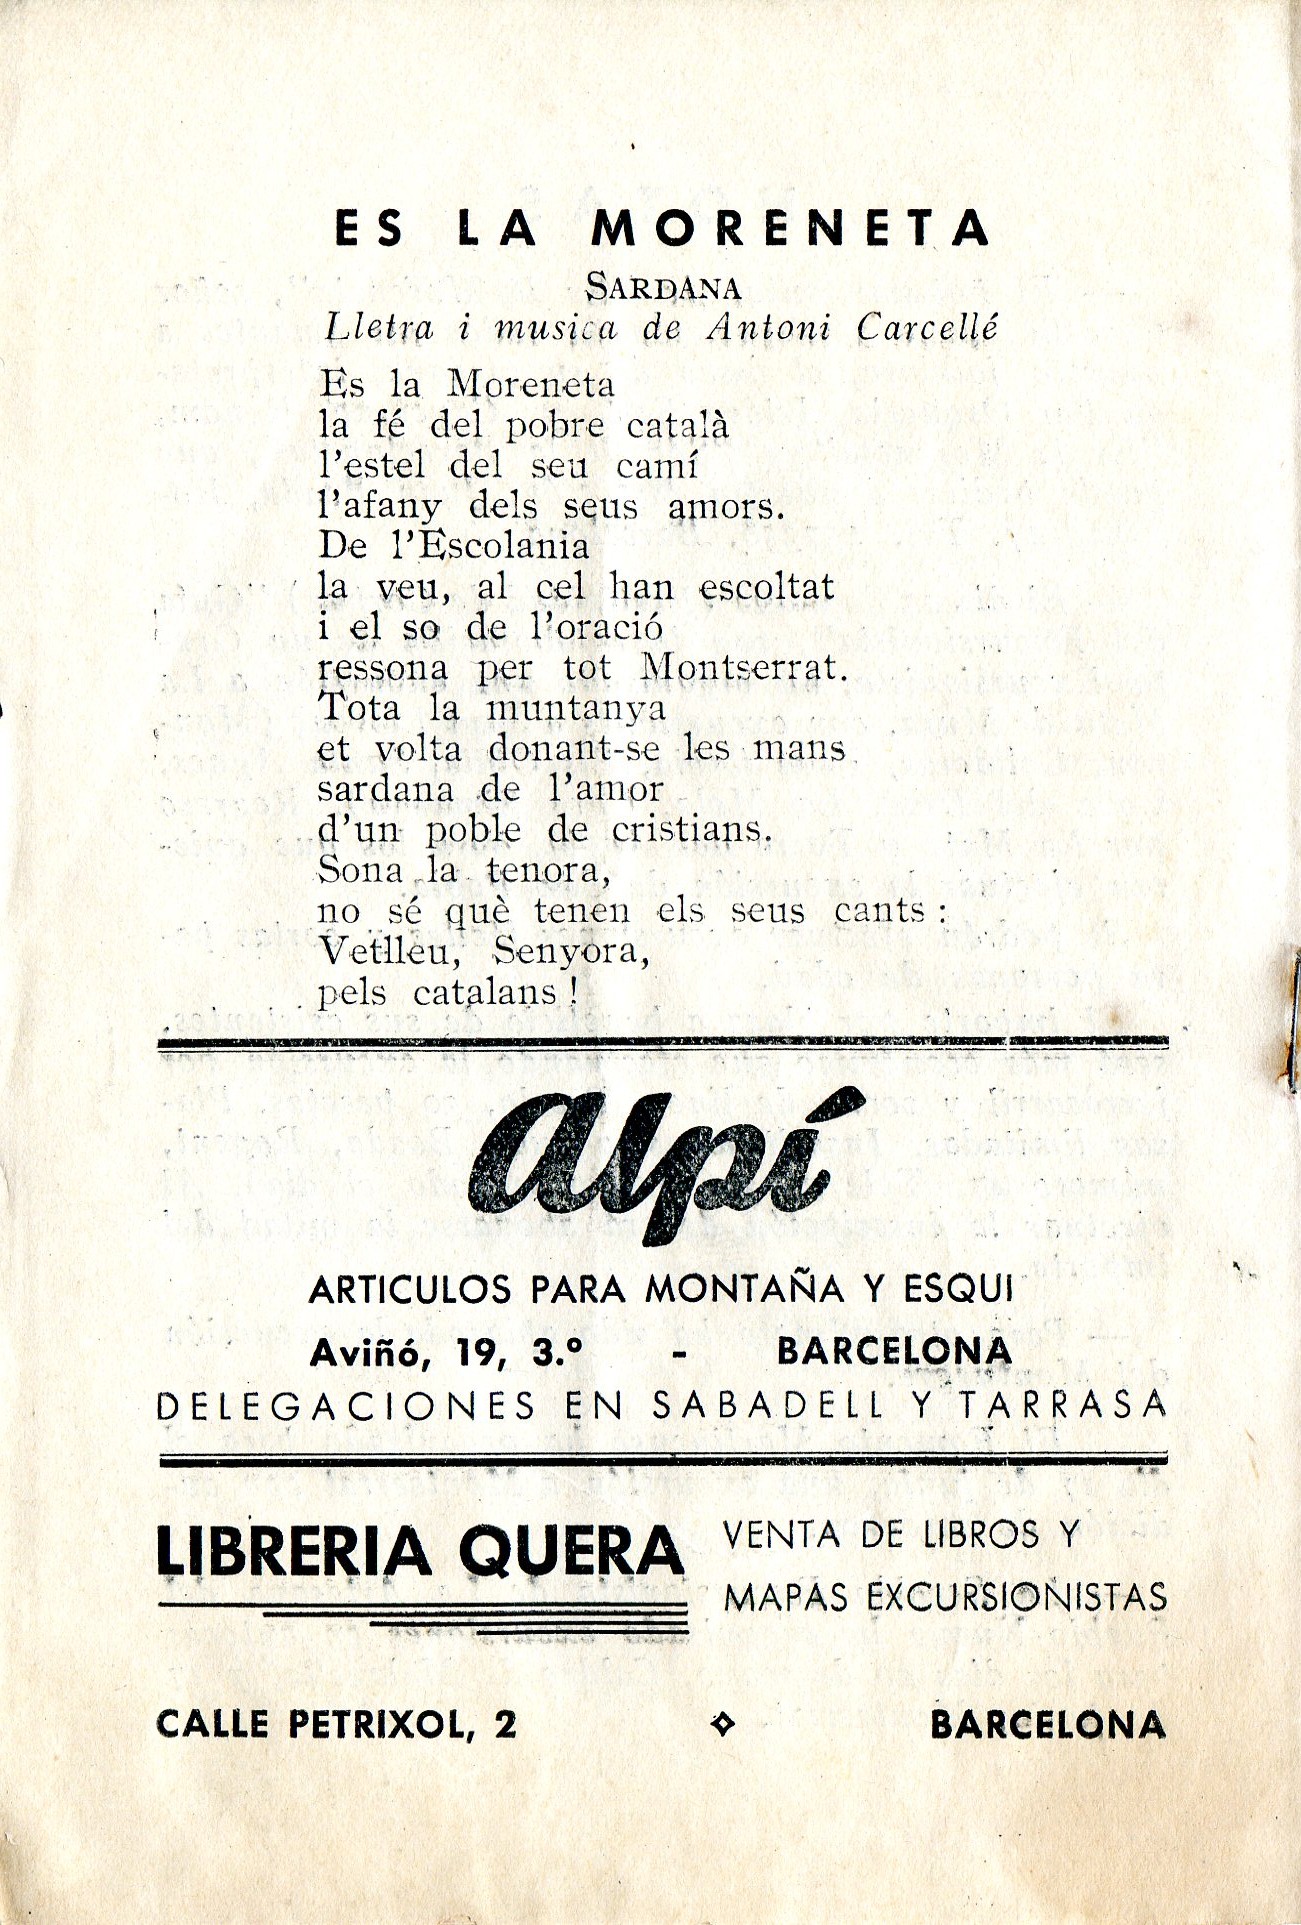 ES LA MORENETA
SARDANA
Lletra i musica de Antoni Carcellé
Es la Moreneta
la fé del pobre català
l'estel del seu camí
l'afany dels seus amors.
De l'Escolania
la veu, al cel han escoltat
i el so de l'oració
ressona per tot Montserrat.
Tota la muntanya
et volta donant-se les mans
sardana de l'amor
d'un poble de cristians.
Sona la tenora,
no sé què tenen els seus cants :
Vetlleu, Senyora,
pels catalans !
alpí
ARTICULOS PARA MONTAÑA Y ESQUI
Aviñó, 19, 3.º - BARCELONA
DELEGACIONES EN SABADELL Y TARRASA
LIBRERIA QUERA
VENTA DE LIBROS Y
MAPAS EXCURSIONISTAS
CALLE PETRIXOL, 2 BARCELONA